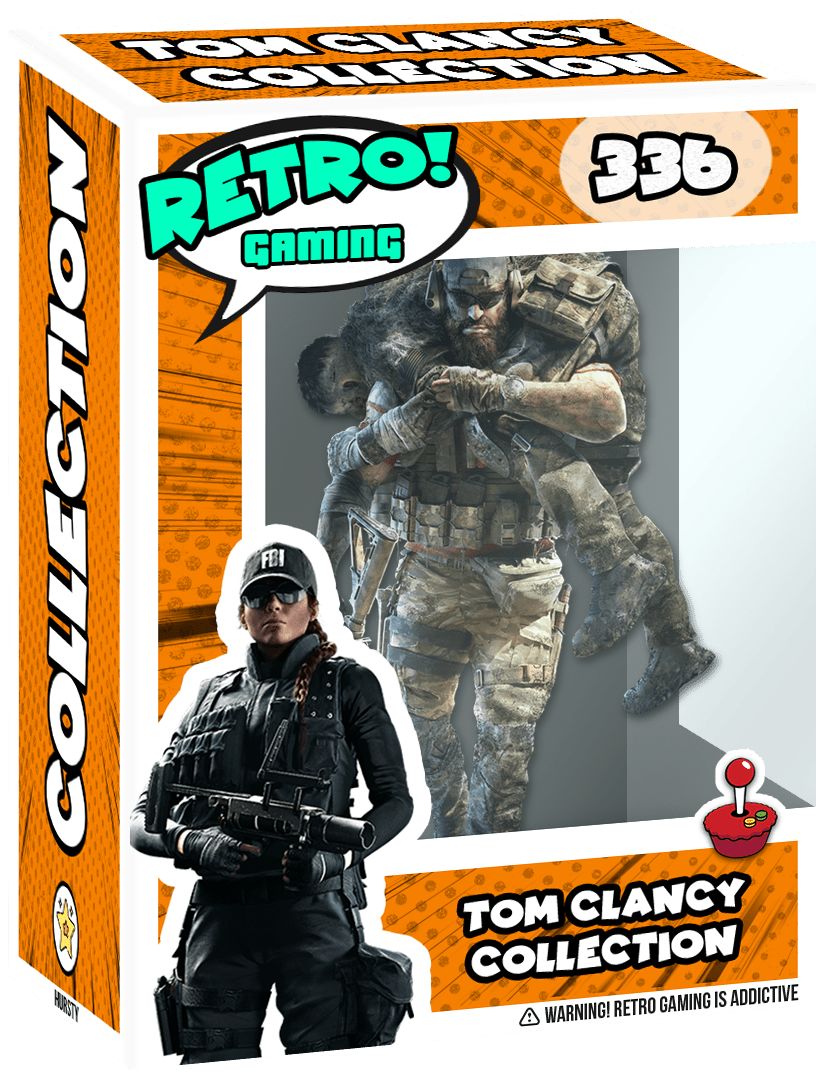 TOM CLANCY
COLLECTION
RETRO!
GAMING
336
COLLECTION
FBI
TOM CLANCY
COLLECTION
HURSTY
WARNING! RETRO GAMING IS ADDICTIVE